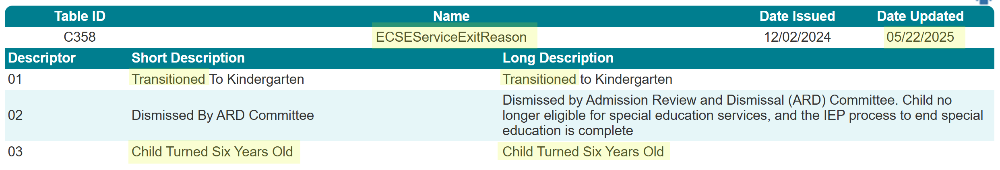 Table ID Name Date Issued Date Updated
C358 ECSEServiceExitReason 12/02/2024 05/22/2025
Descriptor Short Description Long Description
01 Transitioned To Kindergarten Transitioned to Kindergarten
02 Dismissed By ARD Committee Dismissed by Admission Review and Dismissal (ARD) Committee. Child no
longer eligible for special education services, and the IEP process to end special
education is complete
03 Child Turned Six Years Old Child Turned Six Years Old